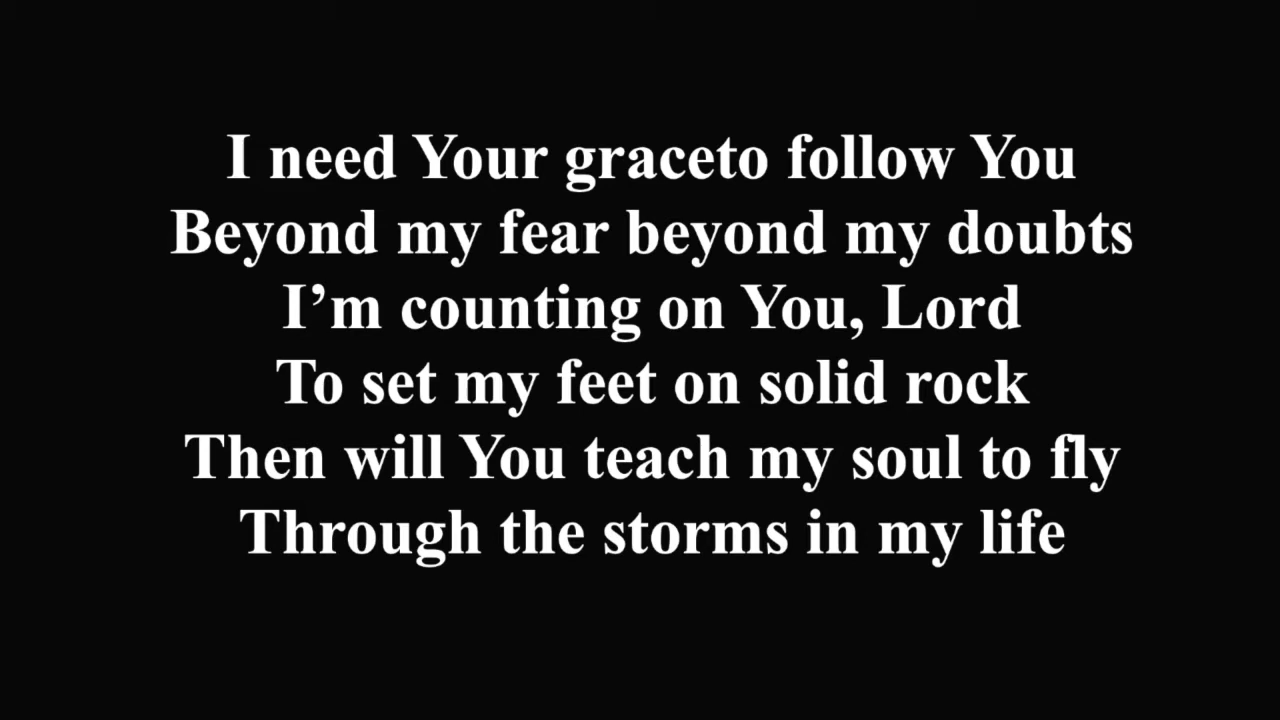 I need Your graceto follow You
Beyond my fear beyond my doubts
I’m counting on You, Lord
To set my feet on solid rock
Then will You teach my soul to fly
Through the storms in my life